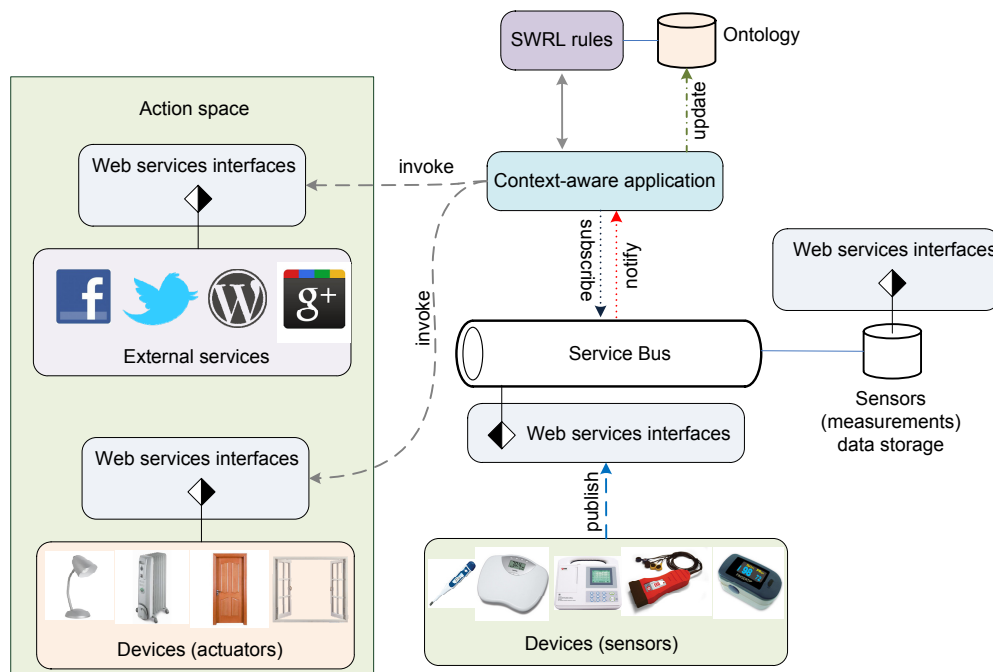 SWRL rules
Ontology
update
Action space
Web services interfaces
invoke
Context-aware application
subscribe
notify
Web services interfaces
f
W
g+
External services
invoke
Service Bus
Sensors
(measurements)
data storage
Web services interfaces
Web services interfaces
publish
Devices (actuators)
Devices (sensors)